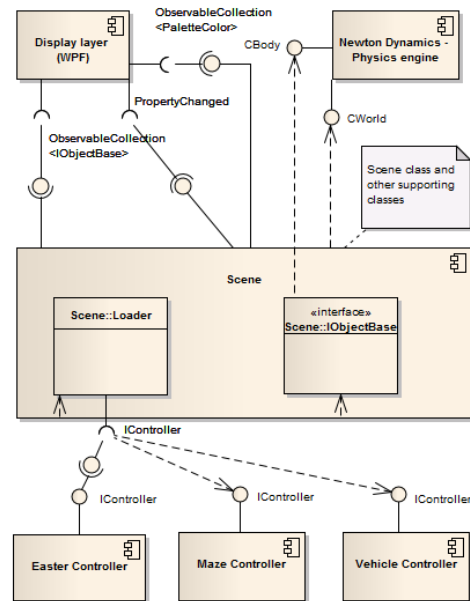 ObservableCollection
<PaletteColor>
Display layer
(WPF)
CBody
Newton Dynamics -
Physics engine
PropertyChanged
ObservableCollection
<IObjectBase>
CWorld
Scene class and
other supporting
classes
Scene
Scene::Loader
«interface»
Scene::IObjectBase
IController
IController
IController
IController
Easter Controller
Maze Controller
Vehicle Controller